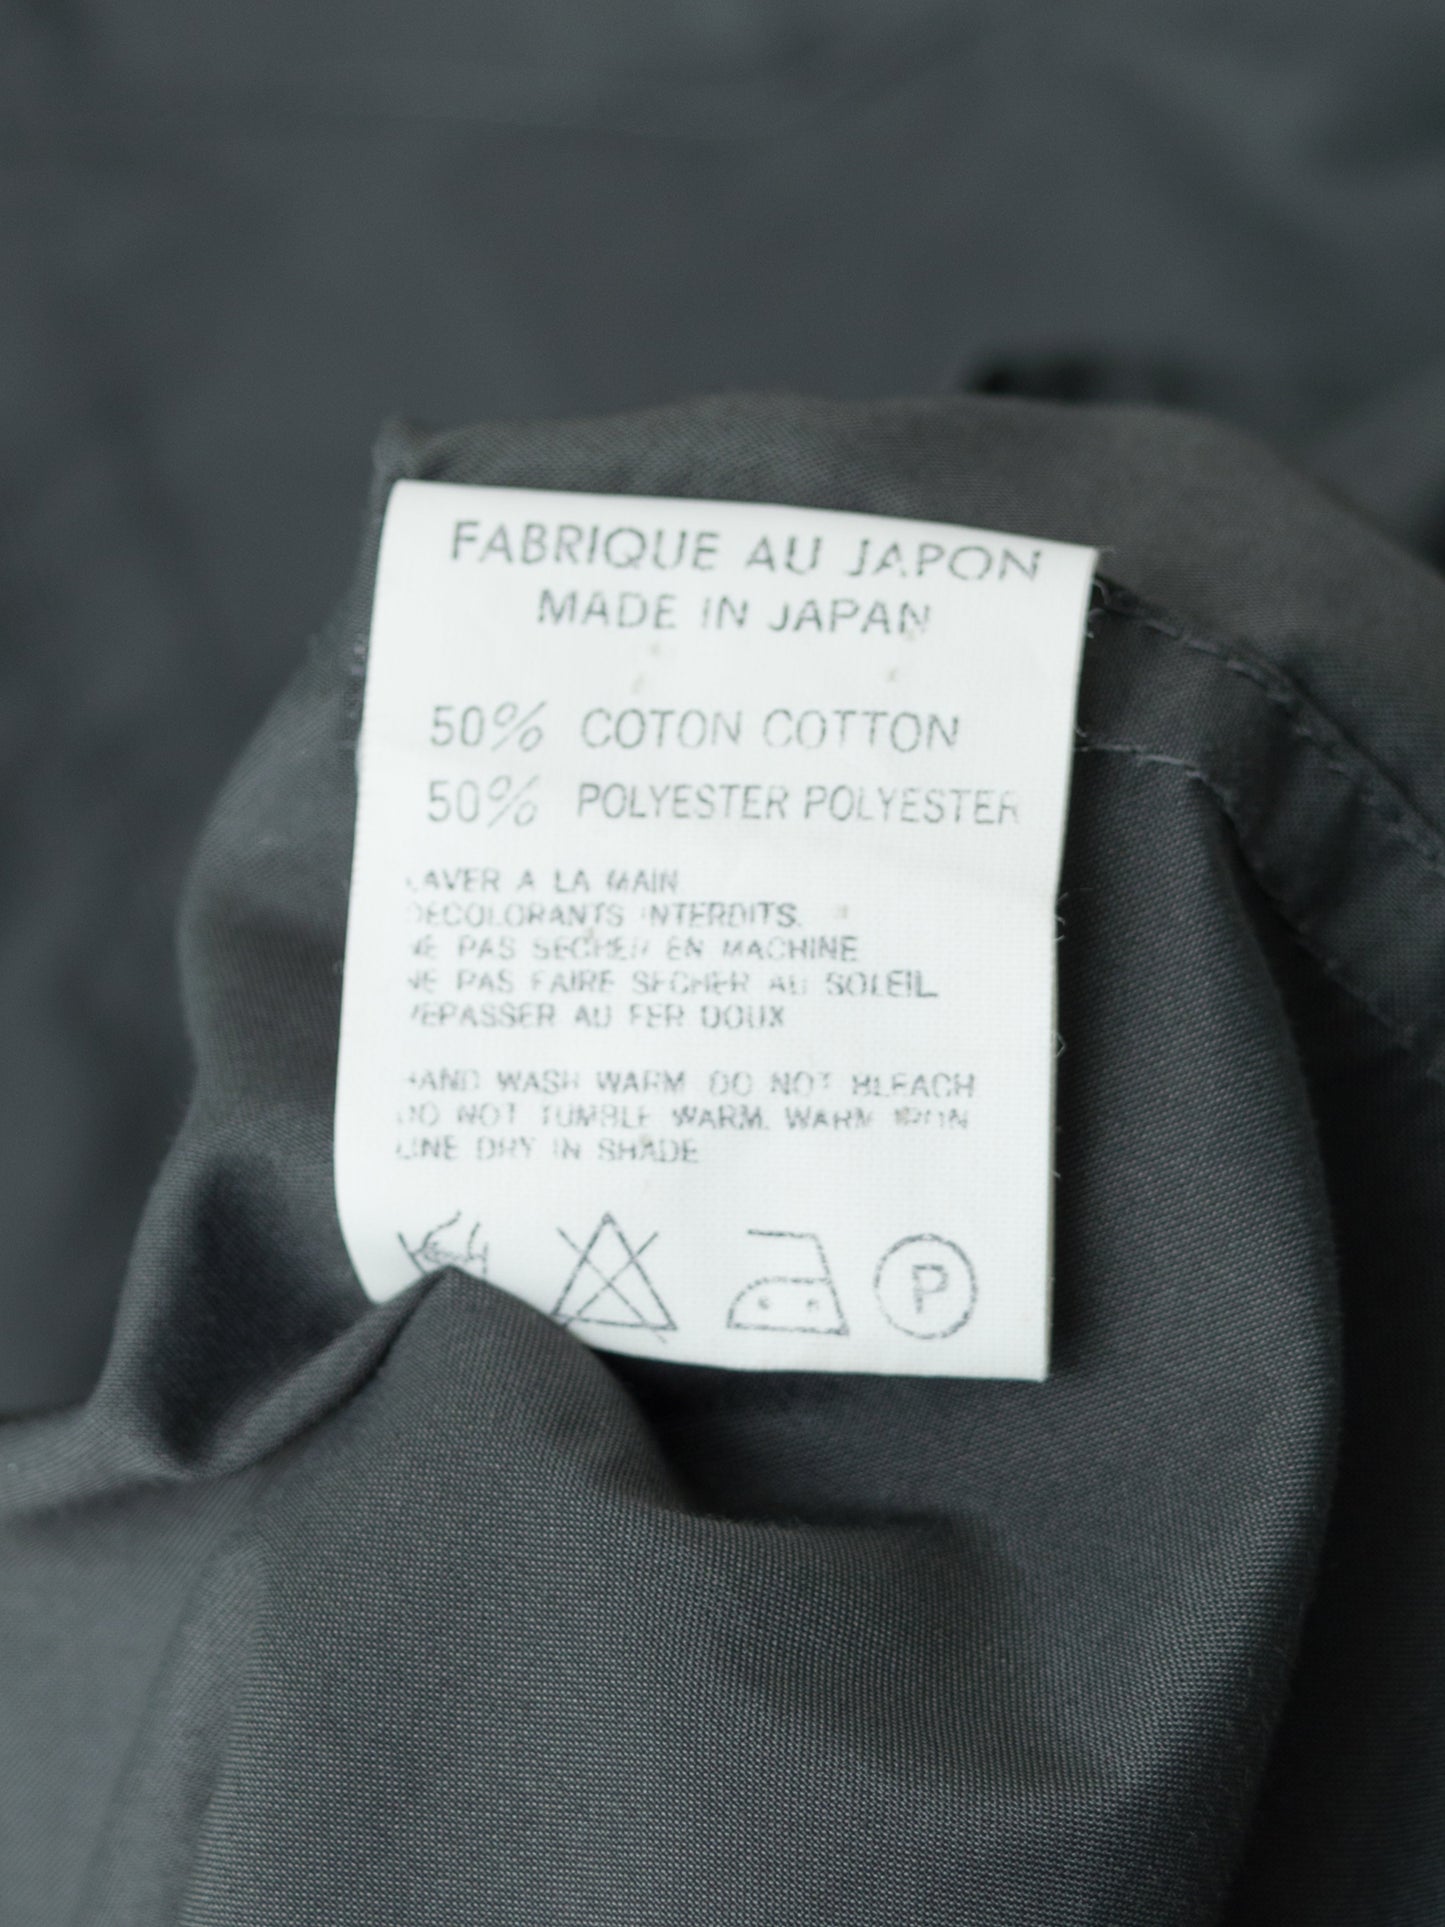 FABRIQUE AU JAPON
MADE IN JAPAN
50% COTON COTTON
50% POLYESTER POLYESTER
LAVER A LA MAIN
DECOLORANTS INTERDITS.
NE PAS SECHER EN MACHINE
NE PAS FAIRE SECHER AU SOLEIL
REPASSER AU FER DOUX
HAND WASH WARM. DO NOT BLEACH
DO NOT TUMBLE WARM. WARM IRON
LINE DRY IN SHADE
P